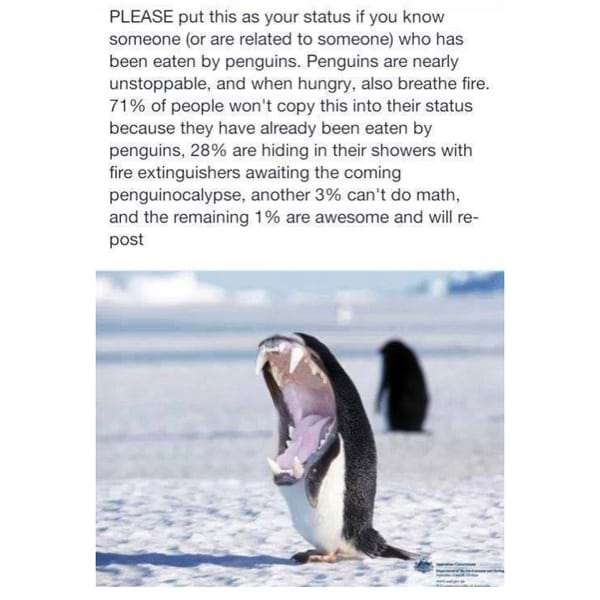 PLEASE put this as your status if you know
someone (or are related to someone) who has
been eaten by penguins. Penguins are nearly
unstoppable, and when hungry, also breathe fire.
71% of people won't copy this into their status
because they have already been eaten by
penguins, 28% are hiding in their showers with
fire extinguishers awaiting the coming
penguinocalypse, another 3% can't do math,
and the remaining 1% are awesome and will re-
post